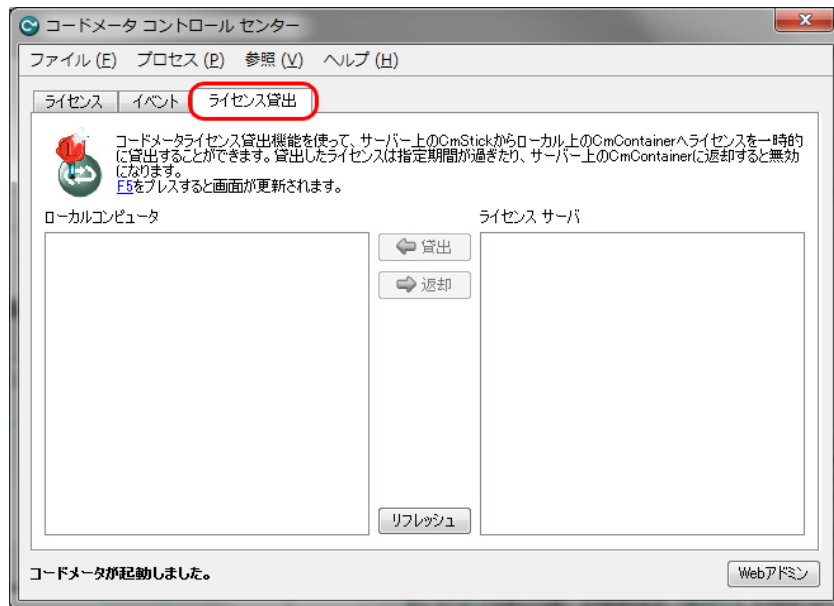 コードメータ コントロール センター
ファイル (F) プロセス (P) 参照 (V) ヘルプ (H)
ライセンス イベント ライセンス貸出
コードメータライセンス貸出機能を使って、サーバー上のCmStickからローカル上のCmContainerへライセンスを一時的
に貸出することができます。貸出したライセンスは指定期間が過ぎたり、サーバー上のCmContainerに返却すると無効
になります。
F5をプレスすると画面が更新されます。
ローカルコンピュータ ライセンス サーバ
貸出
返却
リフレッシュ
コードメータが起動しました。 Webアドミン